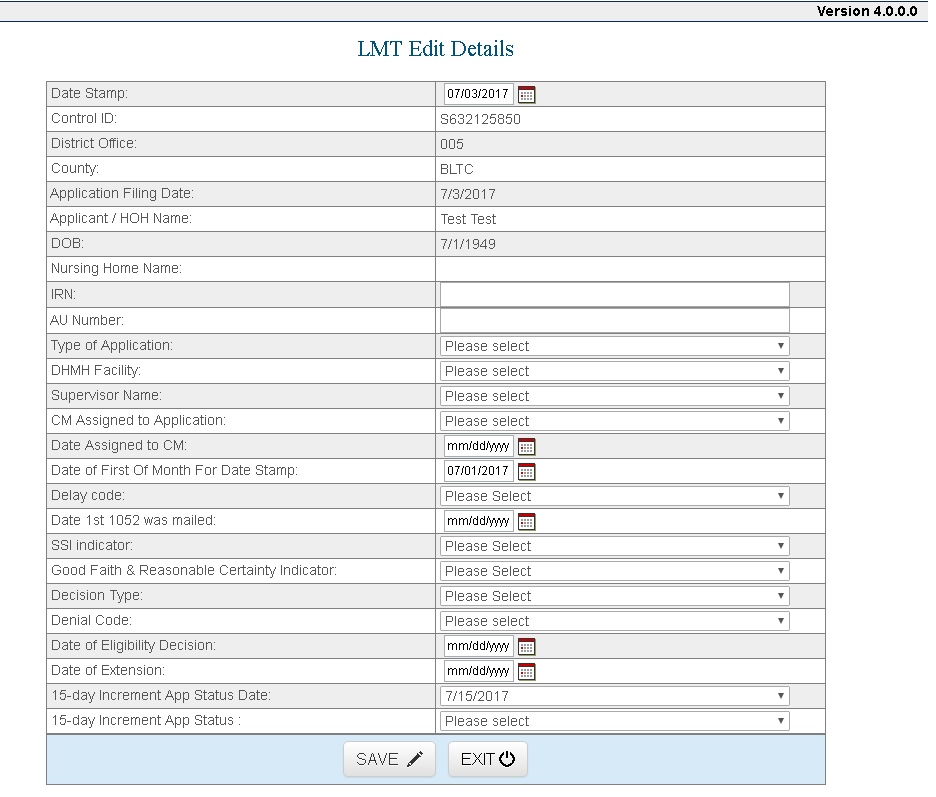 Version 4.0.0.0
LMT Edit Details
Date Stamp: 07/03/2017
Control ID: S632125850
District Office: 005
County: BLTC
Application Filing Date: 7/3/2017
Applicant / HOH Name: Test Test
DOB: 7/1/1949
Nursing Home Name:
IRN:
AU Number:
Type of Application: Please select
DHMH Facility: Please select
Supervisor Name: Please select
CM Assigned to Application: Please select
Date Assigned to CM: mm/dd/yyyy
Date of First Of Month For Date Stamp: 07/01/2017
Delay code: Please Select
Date 1st 1052 was mailed: mm/dd/yyyy
SSI indicator: Please Select
Good Faith & Reasonable Certainty Indicator: Please Select
Decision Type: Please Select
Denial Code: Please select
Date of Eligibility Decision: mm/dd/yyyy
Date of Extension: mm/dd/yyyy
15-day Increment App Status Date: 7/15/2017
15-day Increment App Status : Please select
SAVE EXIT